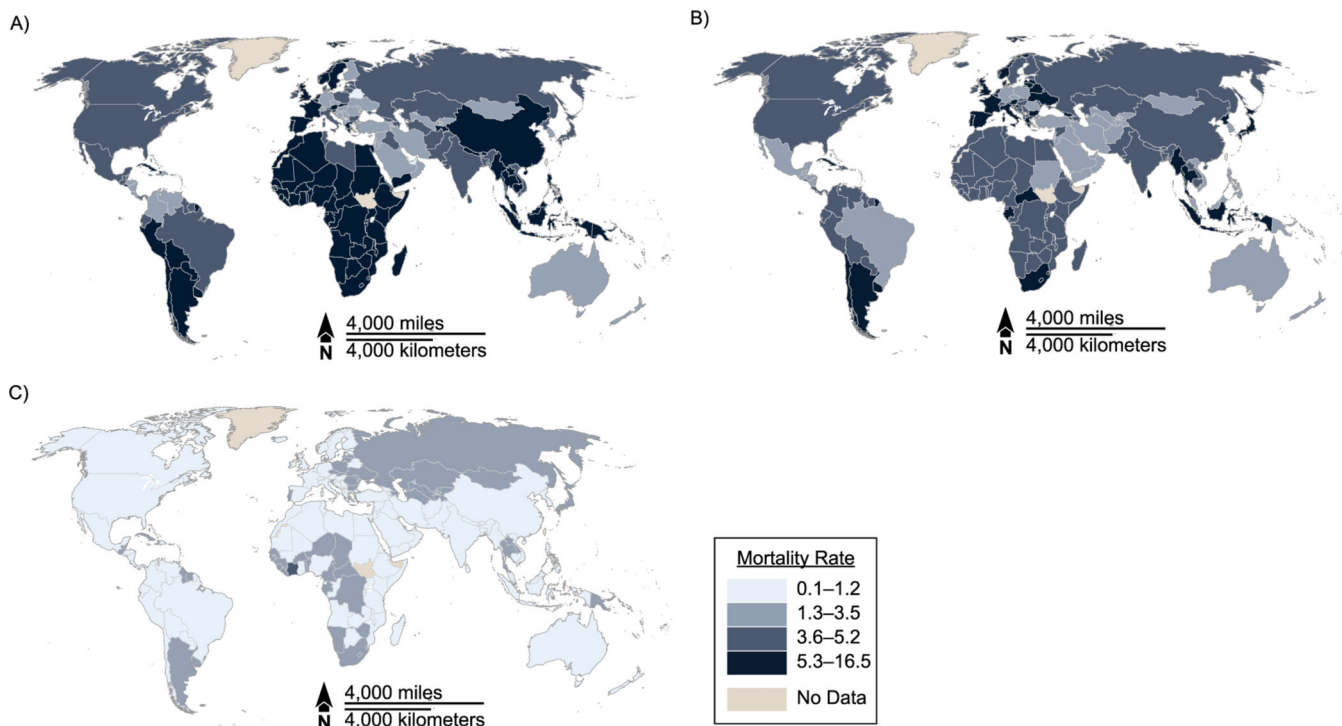 A)
4,000 miles
N
4,000 kilometers
B)
4,000 miles
N
4,000 kilometers
C)
4,000 miles
N
4,000 kilometers
Mortality Rate
0.1–1.2
1.3–3.5
3.6–5.2
5.3–16.5
No Data